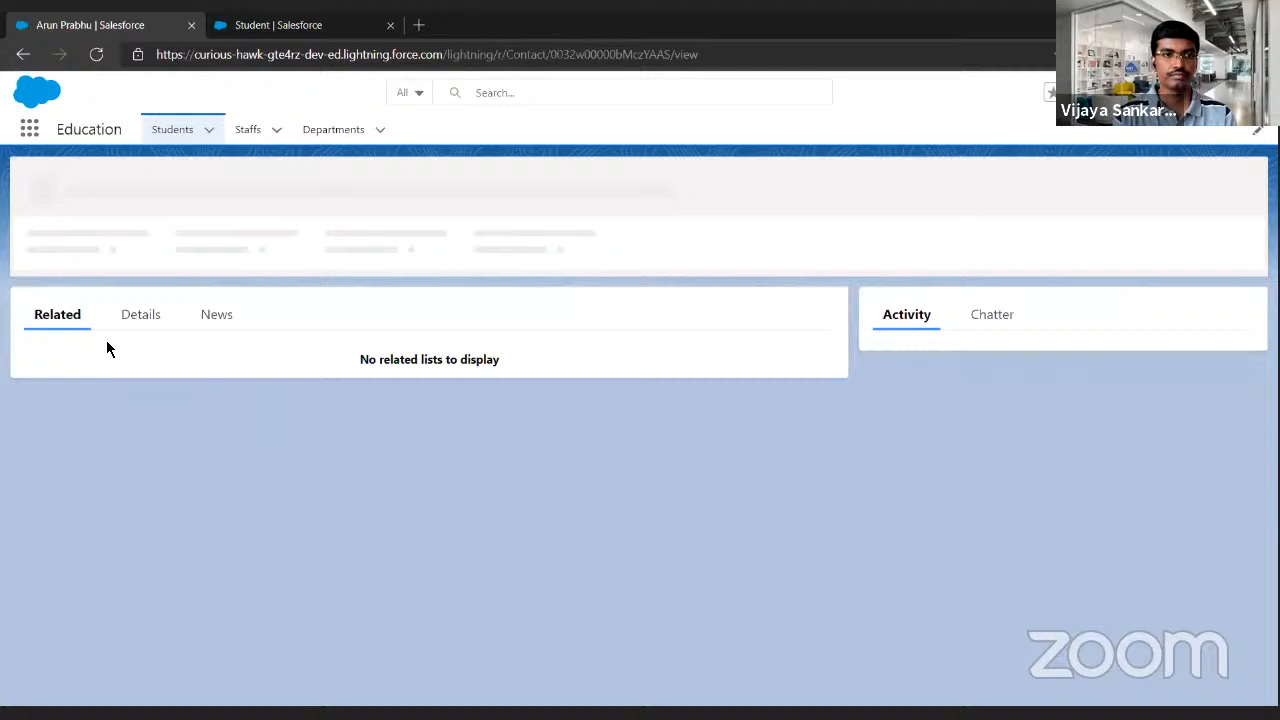 Arun Prabhu | Salesforce
Student | Salesforce
https://curious-hawk-gte4rz-dev-ed.lightning.force.com/lightning/r/Contact/0032w00000bMczYAAS/view
All
Search...
Vijaya Sankar...
Education
Students
Staffs
Departments
Related
Details
News
No related lists to display
Activity
Chatter
zoom